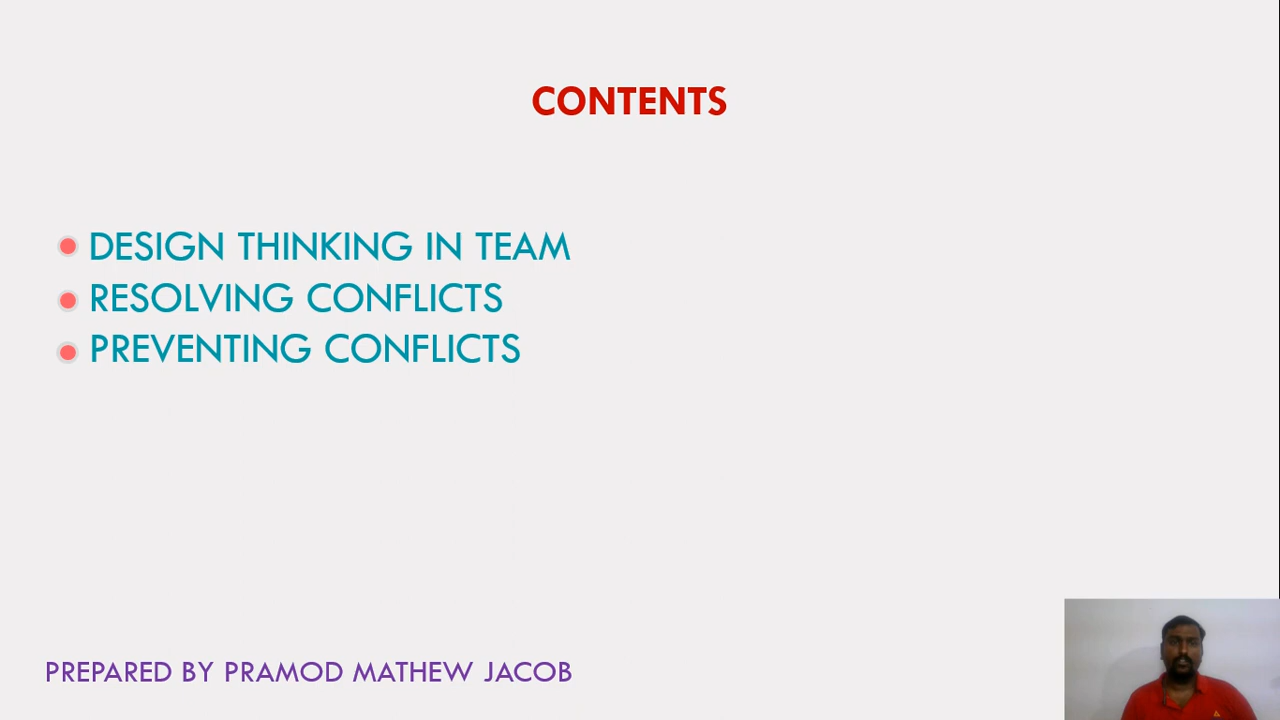 CONTENTS
DESIGN THINKING IN TEAM
RESOLVING CONFLICTS
PREVENTING CONFLICTS
PREPARED BY PRAMOD MATHEW JACOB